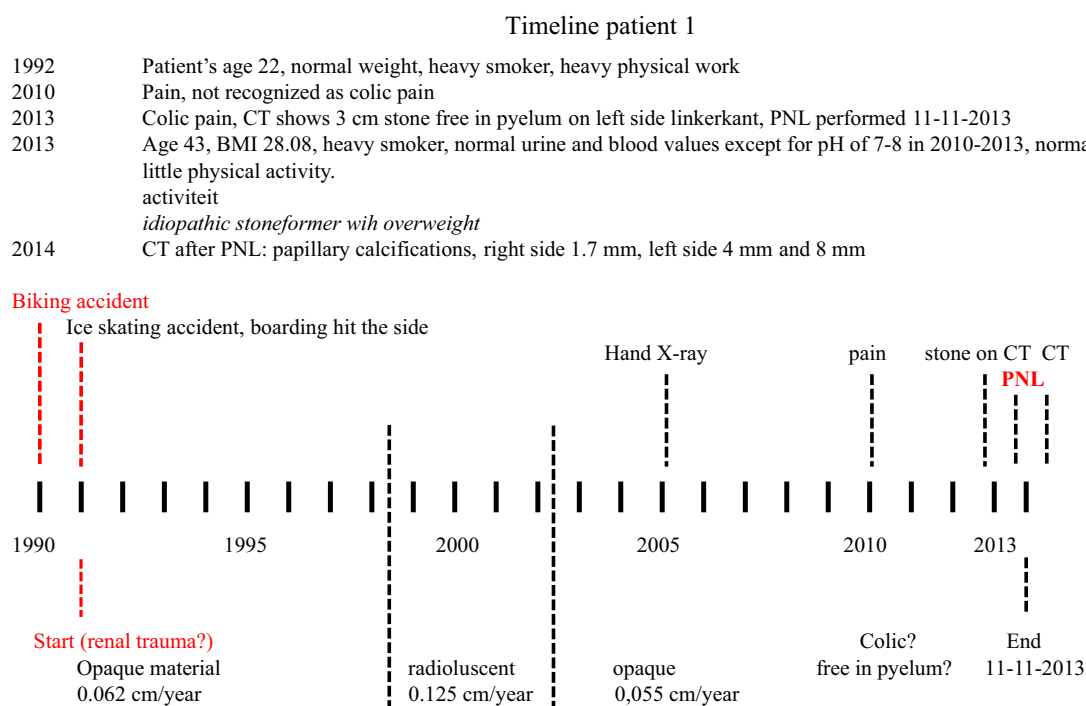 Timeline patient 1
1992 Patient's age 22, normal weight, heavy smoker, heavy physical work
2010 Pain, not recognized as colic pain
2013 Colic pain, CT shows 3 cm stone free in pyelum on left side linkerkant, PNL performed 11-11-2013
2013 Age 43, BMI 28.08, heavy smoker, normal urine and blood values except for pH of 7-8 in 2010-2013, norma
little physical activity.
activiteit
idiopathic stoneformer wih overweight
2014 CT after PNL: papillary calcifications, right side 1.7 mm, left side 4 mm and 8 mm
Biking accident
Ice skating accident, boarding hit the side
Hand X-ray pain stone on CT CT
PNL
1990 1995 2000 2005 2010 2013
Start (renal trauma?) Colic? End
Opaque material radioluscent opaque free in pyelum? 11-11-2013
0.062 cm/year 0.125 cm/year 0,055 cm/year